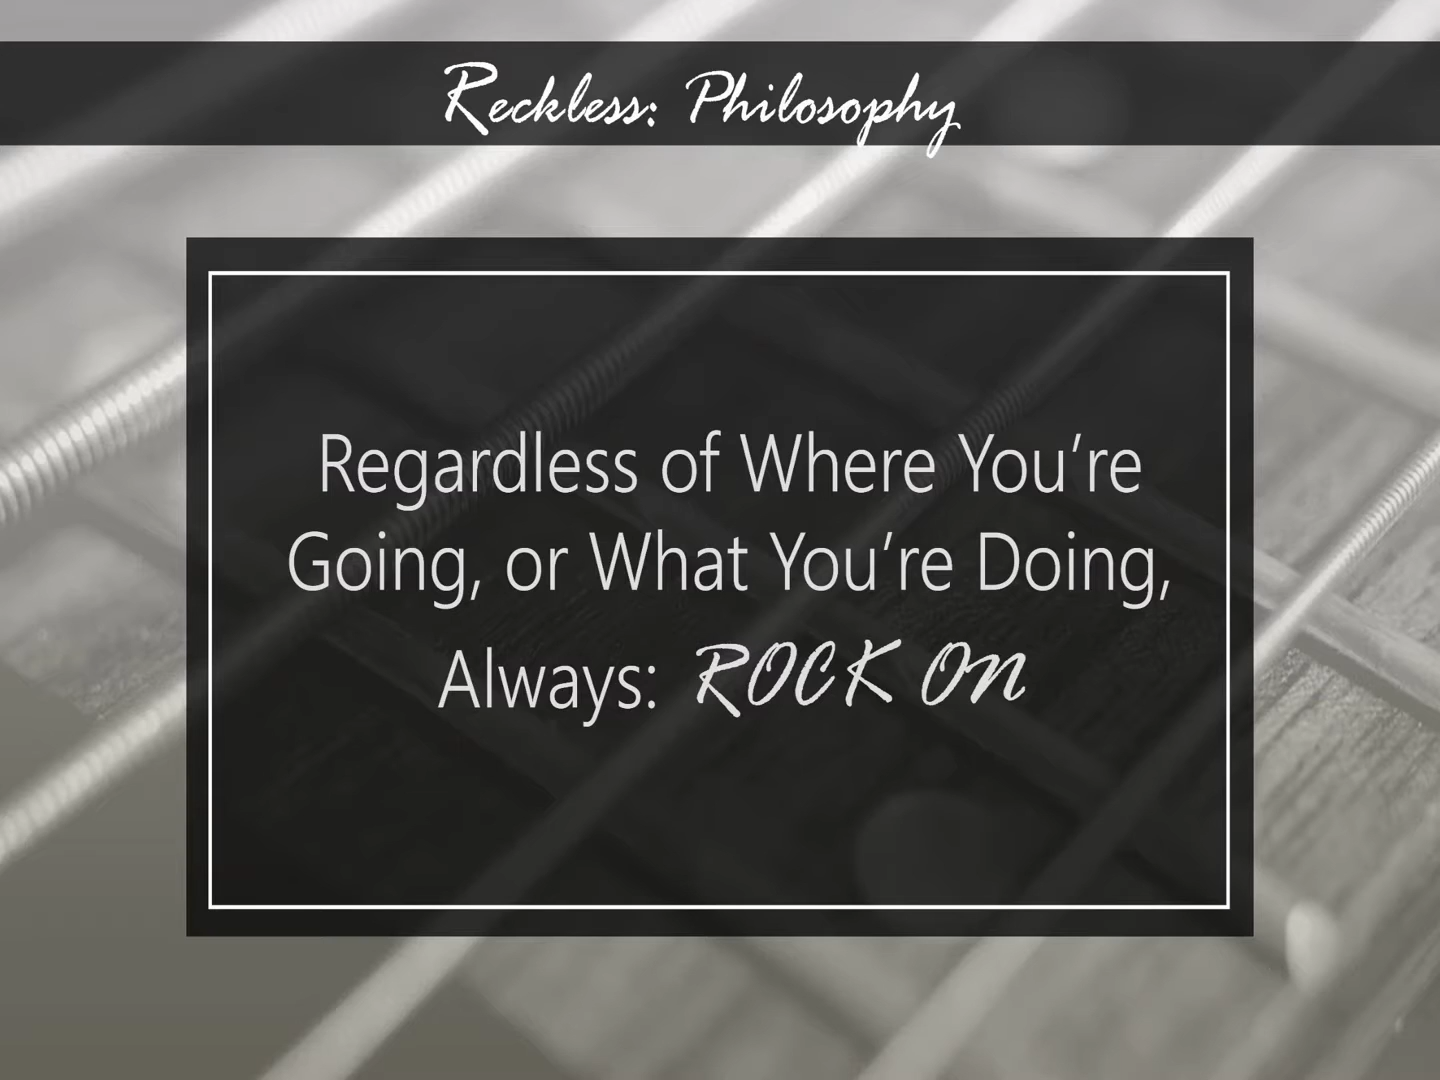 Reckless: Philosophy
Regardless of Where You’re
Going, or What You’re Doing,
Always: ROCK ON